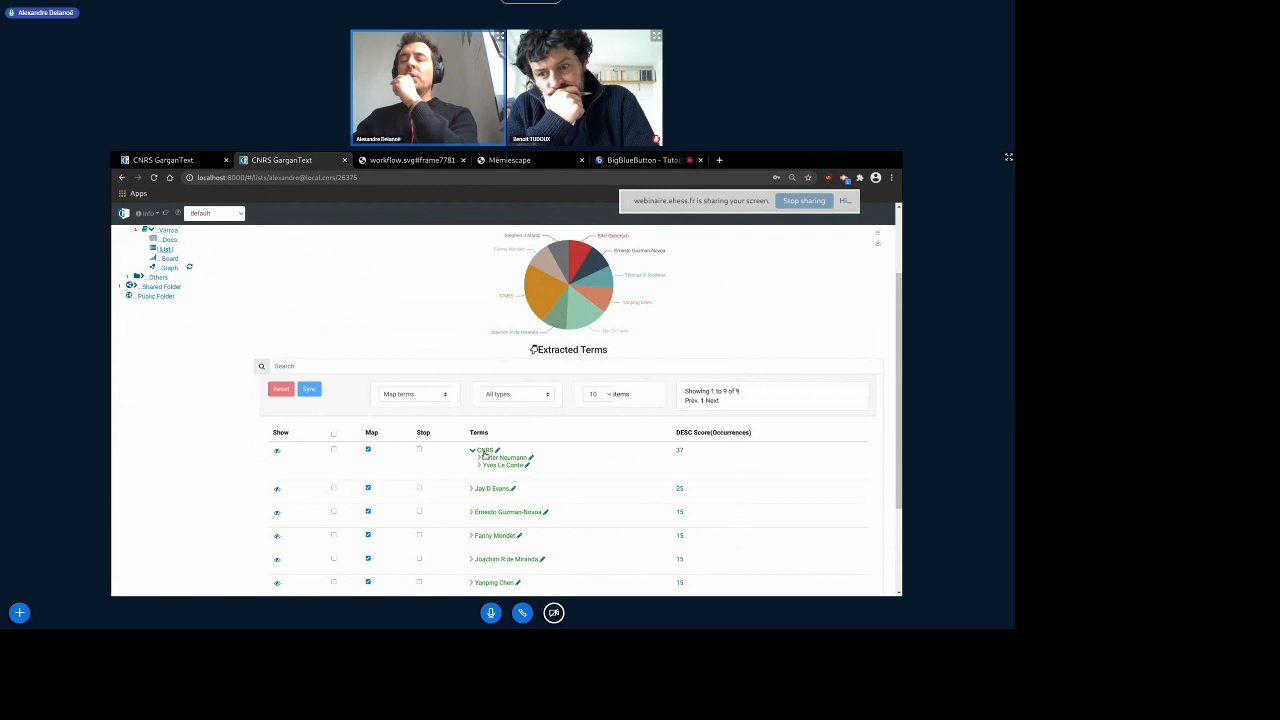 Alexandre Delanoë
Alexandre Delanoë
Benoit TUDOUX
CNRS GarganText
CNRS GarganText
workflow.svg#frame7781
Mèmiescape
BigBlueButton - Tuto
localhost:8000/#/lists/alexandre@local.cnrs/26375
Apps
webinaire.ehess.fr is sharing your screen.
Stop sharing
Hi...
Info
default
..Varroa
..Docs
..List
..Board
..Graph
..Others
..Shared Folder
..Public Folder
Stephen J Martin
Elke Genersch
Fanny Mondet
Ernesto Guzman-Novoa
Thomas E Rinderer
CNRS
Yanping Chen
Joachim R de Miranda
Jay D Evans
Extracted Terms
Search
Reset
Sync
Map terms
All types
10
items
Showing 1 to 9 of 9
Prev. 1 Next
Show
Map
Stop
Terms
DESC Score(Occurrences)
CNRS
37
Neumann
Yves Le Conte
Jay D Evans
25
Ernesto Guzman-Novoa
15
Fanny Mondet
15
Joachim R de Miranda
15
Yanping Chen
15